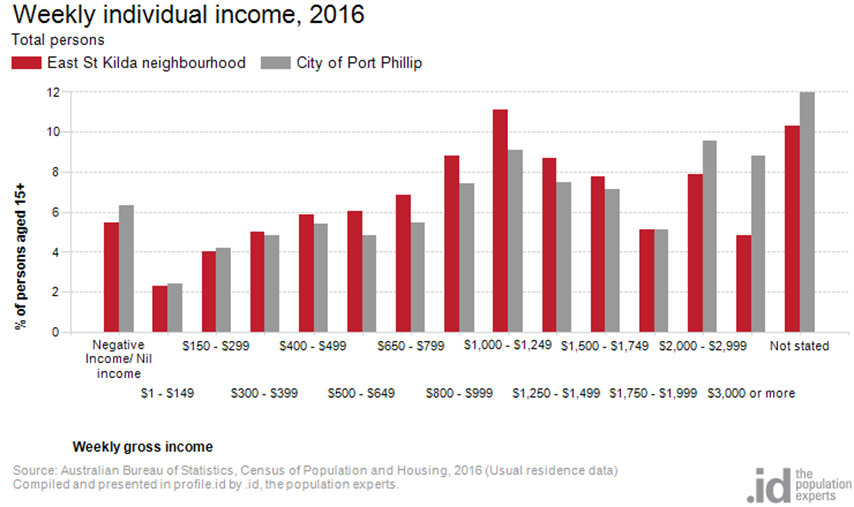 Weekly individual income, 2016
Total persons
East St Kilda neighbourhood
City of Port Phillip
% of persons aged 15+
12
10
8
6
4
2
0
Negative
Income/ Nil
income
$1 - $149
$150 - $299
$300 - $399
$400 - $499
$500 - $649
$650 - $799
$800 - $999
$1,000 - $1,249
$1,250 - $1,499
$1,500 - $1,749
$1,750 - $1,999
$2,000 - $2,999
$3,000 or more
Not stated
Weekly gross income
Source: Australian Bureau of Statistics, Census of Population and Housing, 2016 (Usual residence data)
Compiled and presented in profile.id by .id, the population experts.
.id the
population
experts